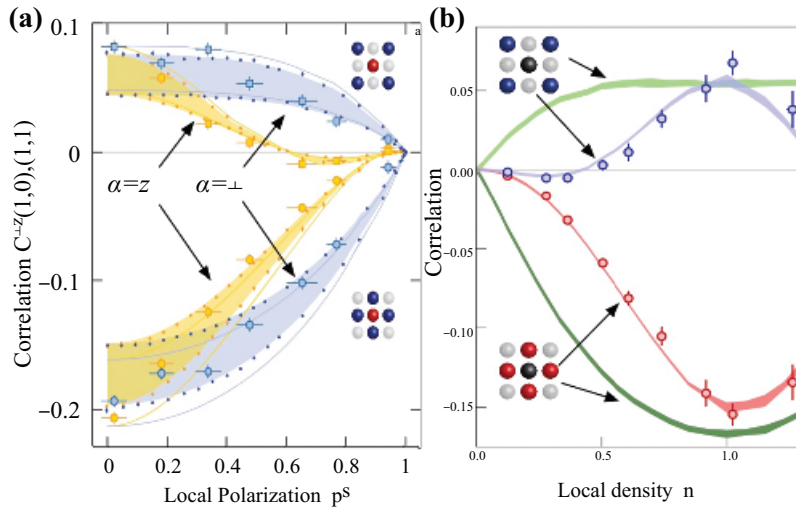 (a)
0.1
0
-0.1
-0.2
Correlation C⊥z(1,0),(1,1)
α=z
α=⊥
0
0.2
0.4
0.6
0.8
1
Local Polarization pS
a
(b)
0.05
0.00
−0.05
−0.10
−0.15
Correlation
0.0
0.5
1.0
Local density n